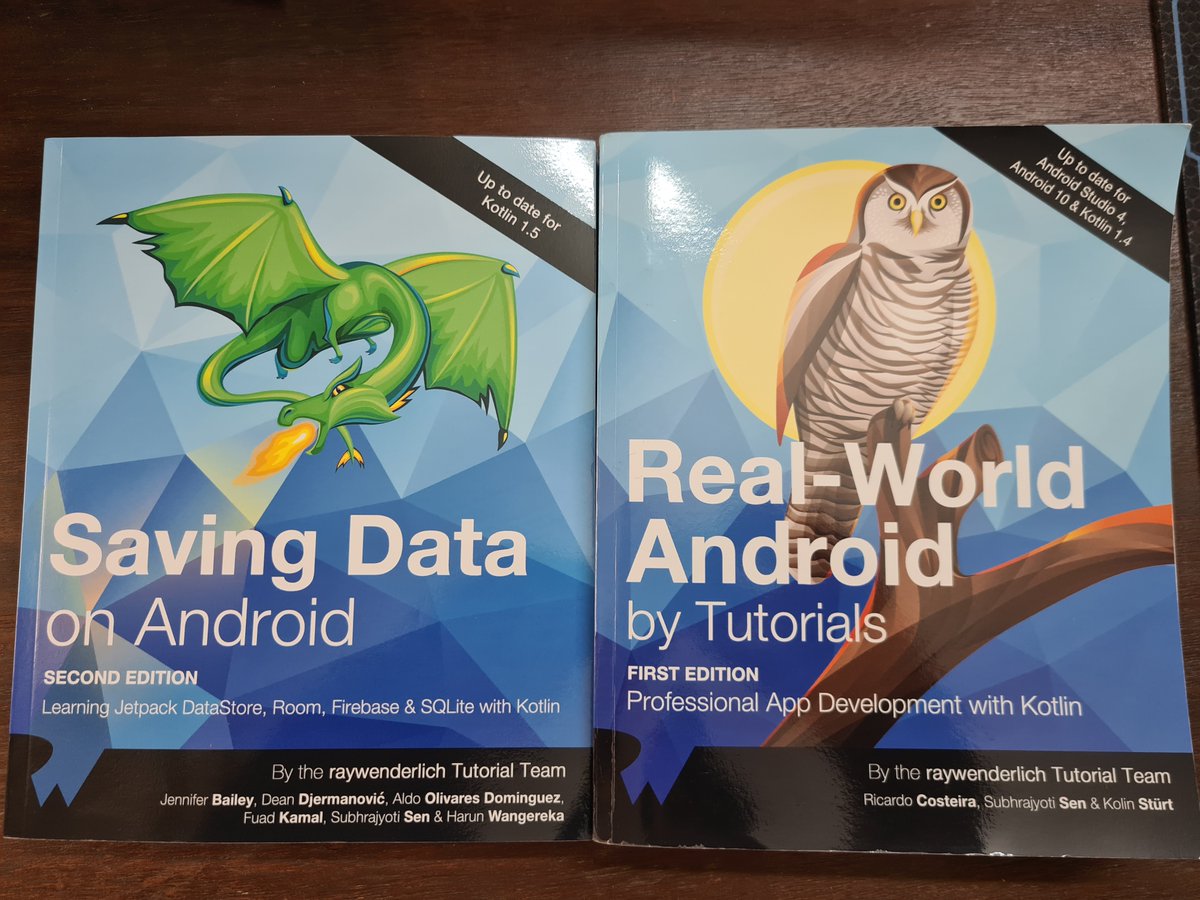 Up to date for
Kotlin 1.5
Saving Data
on Android
SECOND EDITION
Learning Jetpack DataStore, Room, Firebase & SQLite with Kotlin
By the raywenderlich Tutorial Team
Jennifer Bailey, Dean Djermanović, Aldo Olivares Domínguez,
Fuad Kamal, Subhrajyoti Sen & Harun Wangereka
Up to date for
Android Studio 4,
Android 10 & Kotlin 1.4
Real-World
Android
by Tutorials
FIRST EDITION
Professional App Development with Kotlin
By the raywenderlich Tutorial Team
Ricardo Costeira, Subhrajyoti Sen & Kolin Stürt